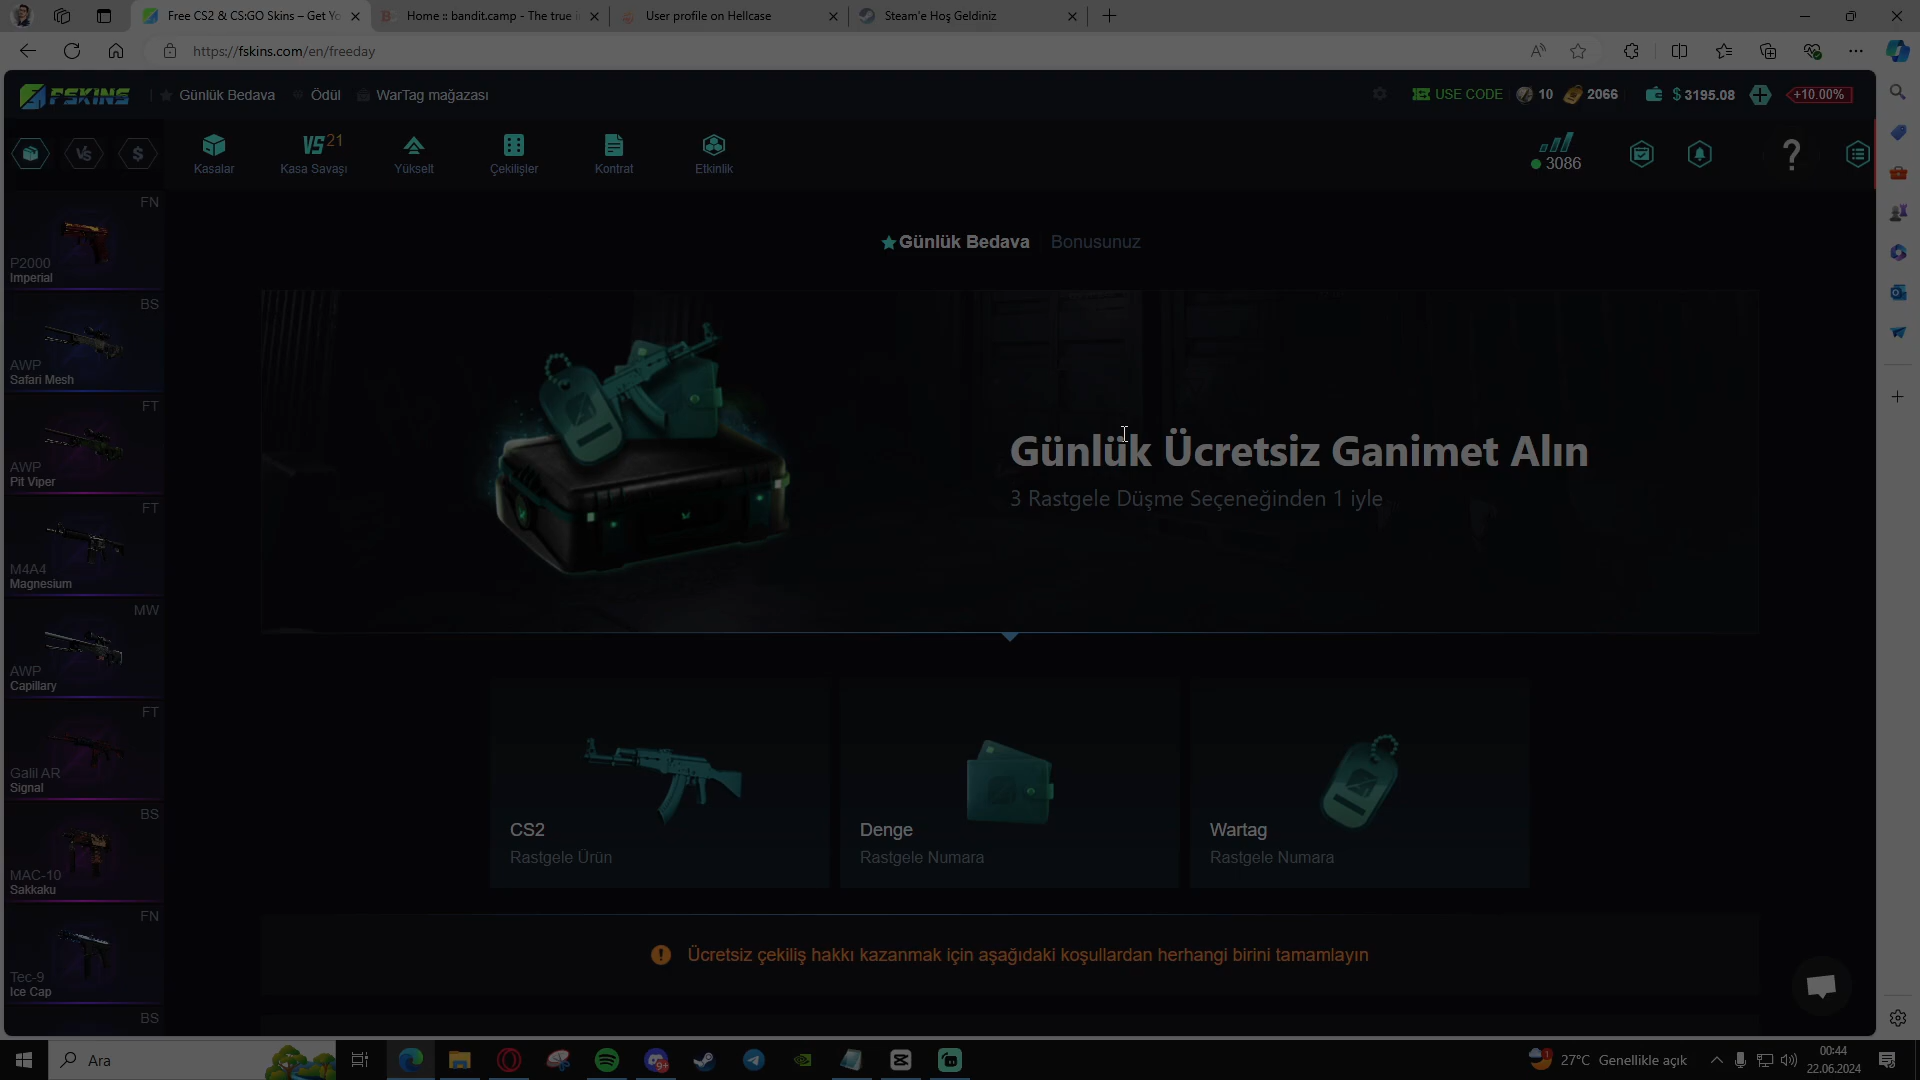 Free CS2 & CS:GO Skins – Get Yo
Home :: bandit.camp - The true i
User profile on Hellcase
Steam'e Hoş Geldiniz
https://fskins.com/en/freeday
FSKINS
Günlük Bedava
Ödül
WarTag mağazası
USE CODE
10
2066
$ 3195.08
+10.00%
VS
$
Kasalar
VS 21
Kasa Savaşı
Yükselt
Çekilişler
Kontrat
Etkinlik
3086
?
Günlük Bedava
Bonusunuz
FN
P2000
Imperial
BS
AWP
Safari Mesh
FT
AWP
Pit Viper
FT
M4A4
Magnesium
MW
AWP
Capillary
FT
Galil AR
Signal
BS
MAC-10
Sakkaku
FN
Tec-9
Ice Cap
BS
Günlük Ücretsiz Ganimet Alın
3 Rastgele Düşme Seçeneğinden 1 iyle
CS2
Rastgele Ürün
Denge
Rastgele Numara
Wartag
Rastgele Numara
Ücretsiz çekiliş hakkı kazanmak için aşağıdaki koşullardan herhangi birini tamamlayın
Ara
9+
1
27°C Genellikle açık
00:44
22.06.2024